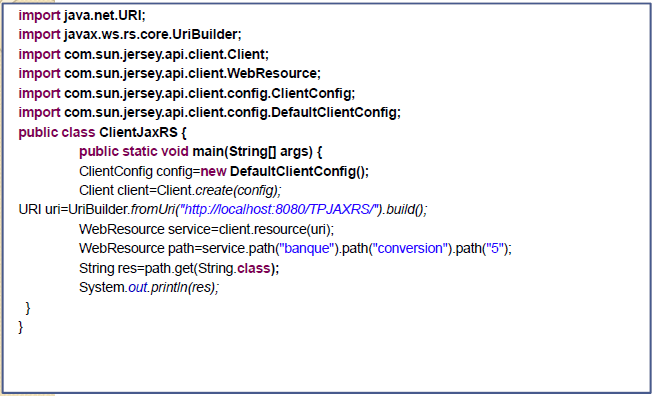 import java.net.URI;
import javax.ws.rs.core.UriBuilder;
import com.sun.jersey.api.client.Client;
import com.sun.jersey.api.client.WebResource;
import com.sun.jersey.api.client.config.ClientConfig;
import com.sun.jersey.api.client.config.DefaultClientConfig;
public class ClientJaxRS {
public static void main(String[] args) {
ClientConfig config=new DefaultClientConfig();
Client client=Client.create(config);
URI uri=UriBuilder.fromUri("http://localhost:8080/TPJAXRS/").build();
WebResource service=client.resource(uri);
WebResource path=service.path("banque").path("conversion").path("5");
String res=path.get(String.class);
System.out.println(res);
}
}